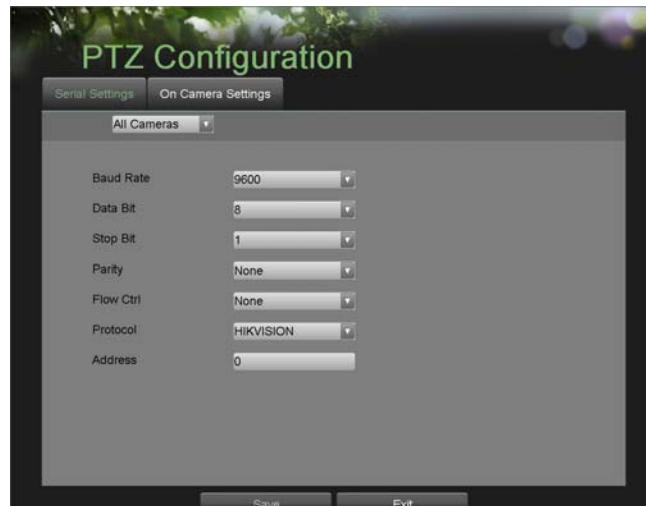 PTZ Configuration
Serial Settings On Camera Settings
All Cameras
Baud Rate 9600
Data Bit 8
Stop Bit 1
Parity None
Flow Ctrl None
Protocol HIKVISION
Address 0
Save Exit